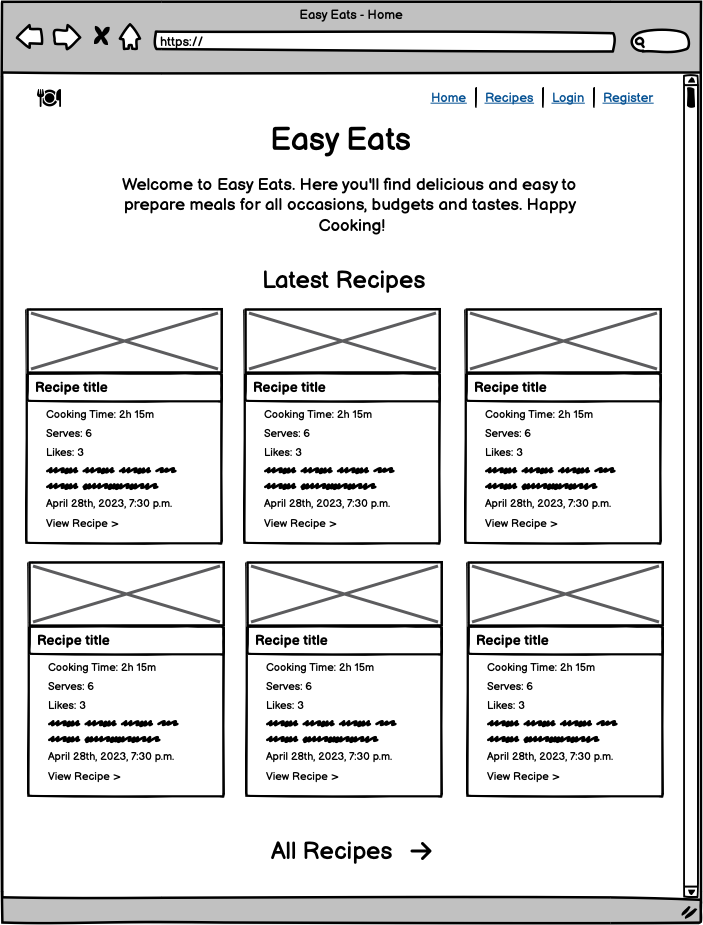 Easy Eats - Home
https://
Home Recipes Login Register
Easy Eats
Welcome to Easy Eats. Here you'll find delicious and easy to
prepare meals for all occasions, budgets and tastes. Happy
Cooking!
Latest Recipes
Recipe title
Cooking Time: 2h 15m
Serves: 6
Likes: 3
April 28th, 2023, 7:30 p.m.
View Recipe >
Recipe title
Cooking Time: 2h 15m
Serves: 6
Likes: 3
April 28th, 2023, 7:30 p.m.
View Recipe >
Recipe title
Cooking Time: 2h 15m
Serves: 6
Likes: 3
April 28th, 2023, 7:30 p.m.
View Recipe >
Recipe title
Cooking Time: 2h 15m
Serves: 6
Likes: 3
April 28th, 2023, 7:30 p.m.
View Recipe >
Recipe title
Cooking Time: 2h 15m
Serves: 6
Likes: 3
April 28th, 2023, 7:30 p.m.
View Recipe >
Recipe title
Cooking Time: 2h 15m
Serves: 6
Likes: 3
April 28th, 2023, 7:30 p.m.
View Recipe >
All Recipes →